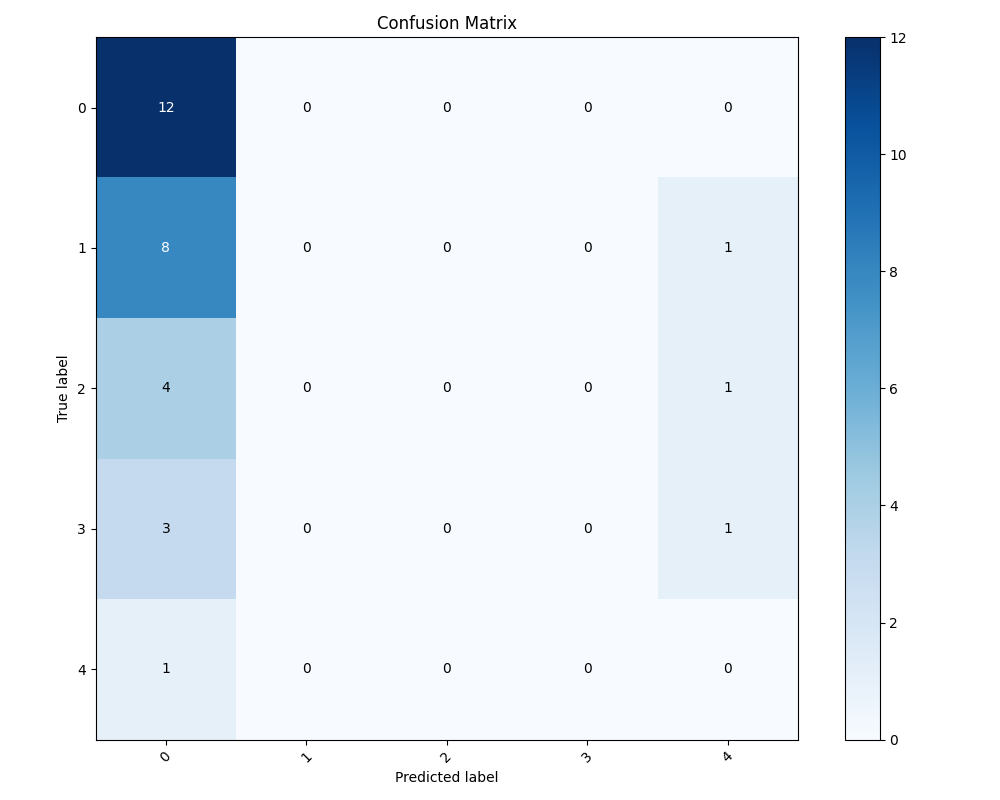 Confusion Matrix
True label
0 12 0 0 0 0
1 8 0 0 0 1
2 4 0 0 0 1
3 3 0 0 0 1
4 1 0 0 0 0
0 1 2 3 4
Predicted label
12
10
8
6
4
2
0